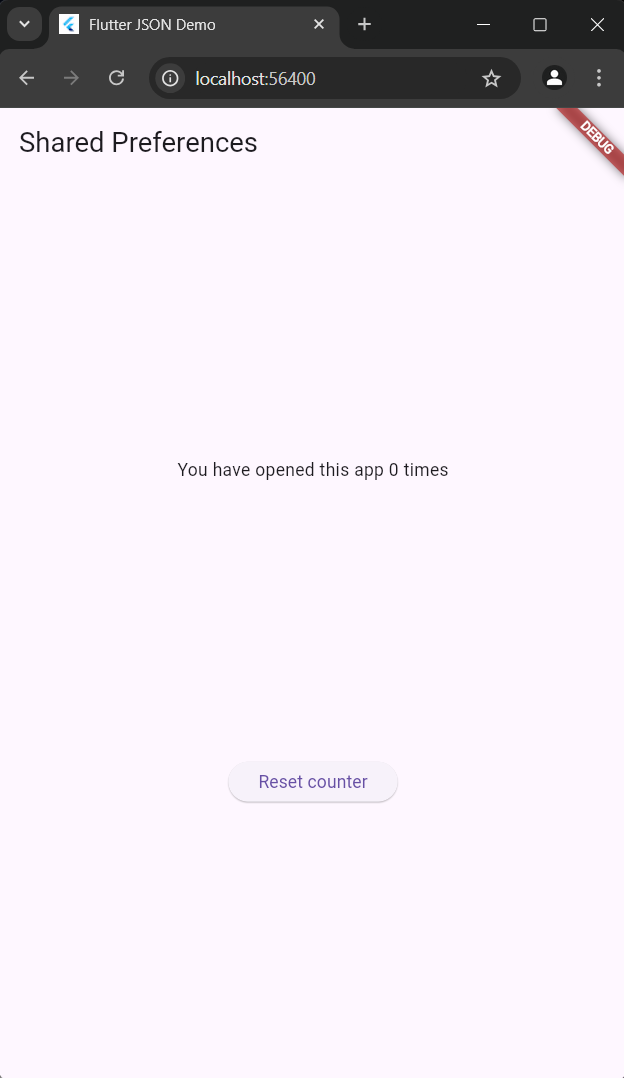 Flutter JSON Demo
localhost:56400
Shared Preferences
DEBUG
You have opened this app 0 times
Reset counter